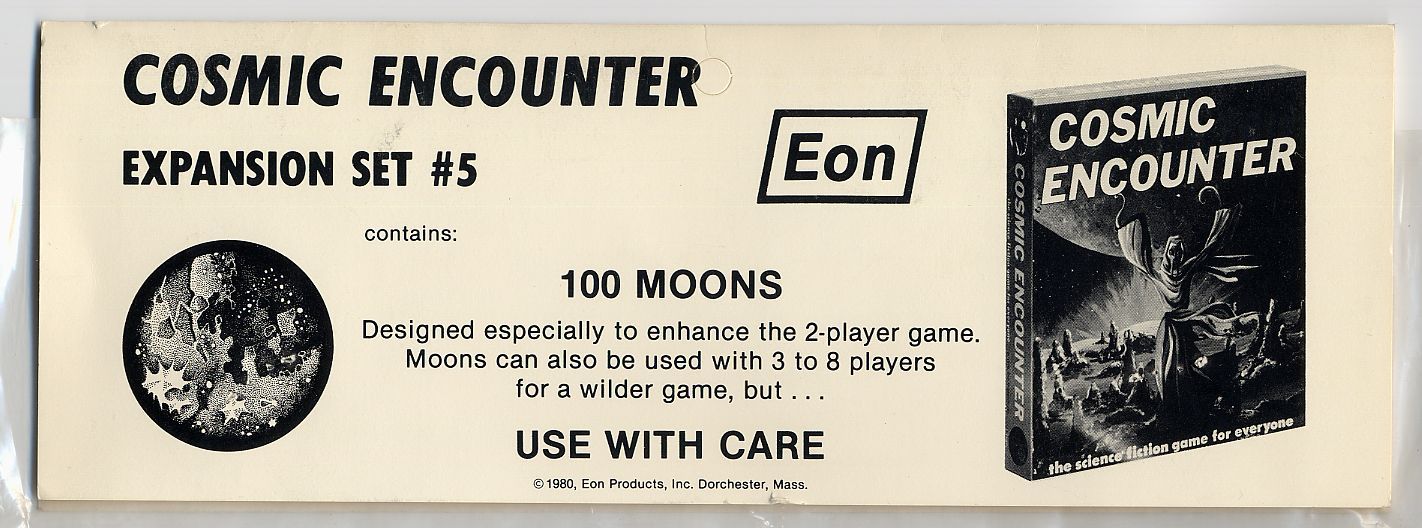 COSMIC ENCOUNTER
EXPANSION SET #5
Eon
contains:
100 MOONS
Designed especially to enhance the 2-player game.
Moons can also be used with 3 to 8 players
for a wilder game, but . . .
USE WITH CARE
© 1980, Eon Products, Inc. Dorchester, Mass.
COSMIC
ENCOUNTER
COSMIC ENCOUNTER
the science fiction game for everyone